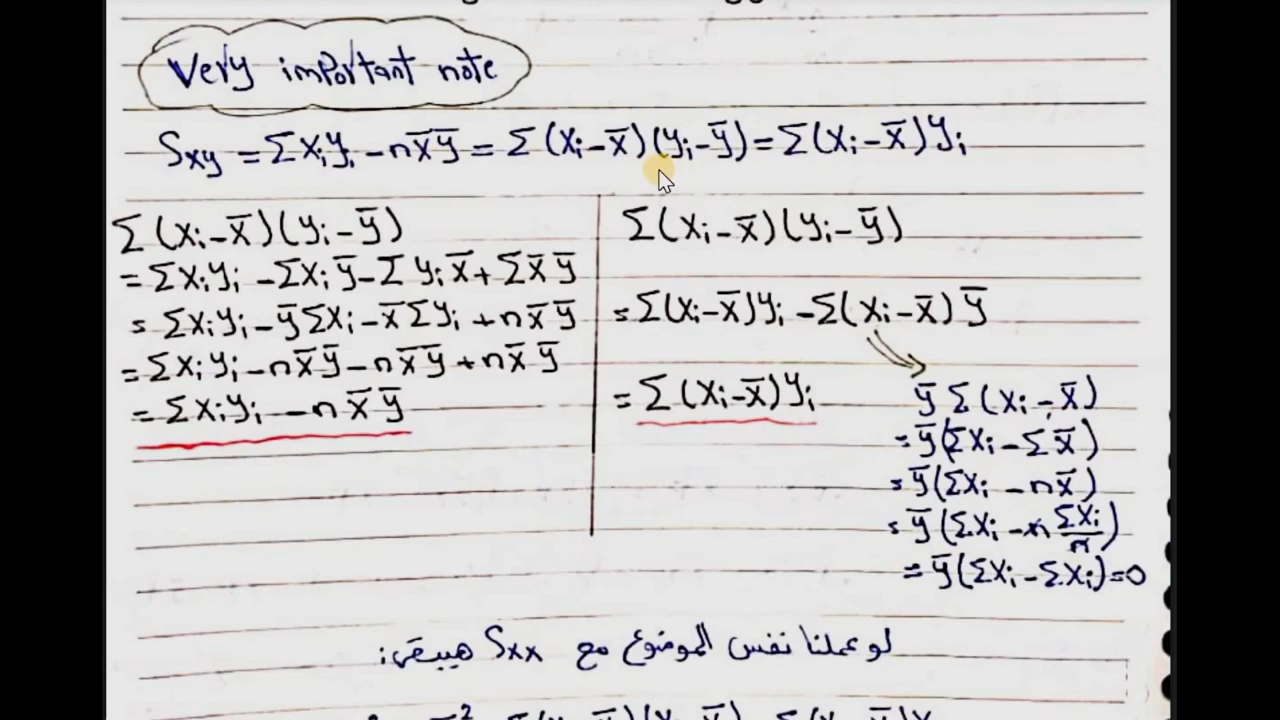 Very important note
Sxy = Σxᵢyᵢ - nx̄ȳ = Σ(xᵢ-x̄)(yᵢ-ȳ) = Σ(xᵢ-x̄)yᵢ
Σ(xᵢ-x̄)(yᵢ-ȳ)
= Σxᵢyᵢ - Σxᵢȳ - Σyᵢx̄ + Σx̄ȳ
= Σxᵢyᵢ - ȳΣxᵢ - x̄Σyᵢ + nx̄ȳ
= Σxᵢyᵢ - nx̄ȳ - nx̄ȳ + nx̄ȳ
= Σxᵢyᵢ - nx̄ȳ
Σ(xᵢ-x̄)(yᵢ-ȳ)
= Σ(xᵢ-x̄)yᵢ - Σ(xᵢ-x̄)ȳ
= Σ(xᵢ-x̄)yᵢ
ȳΣ(xᵢ-x̄)
= ȳ(Σxᵢ - Σx̄)
= ȳ(Σxᵢ - nx̄)
= ȳ(Σxᵢ - n Σxᵢ/n)
= ȳ(Σxᵢ - Σxᵢ) = 0
لو عملنا نفس الموضوع مع Sxx هيبقى: